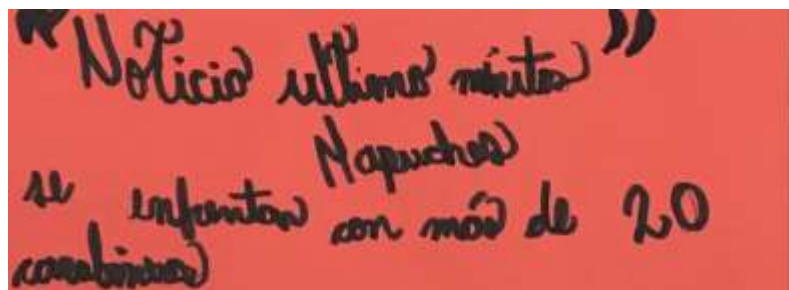 "Noticia ultimo minuto"
Mapuches
se enfrentan con más de 20
carabineros